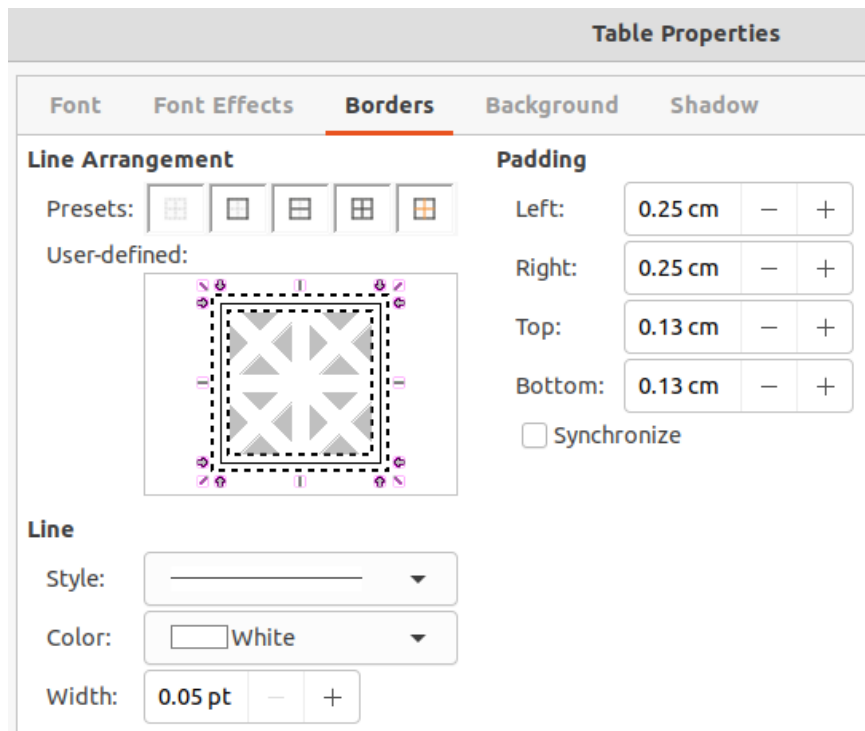 Table Properties
Font Font Effects Borders Background Shadow
Line Arrangement
Presets:
User-defined:
Padding
Left: 0.25 cm
Right: 0.25 cm
Top: 0.13 cm
Bottom: 0.13 cm
Synchronize
Line
Style:
Color: White
Width: 0.05 pt